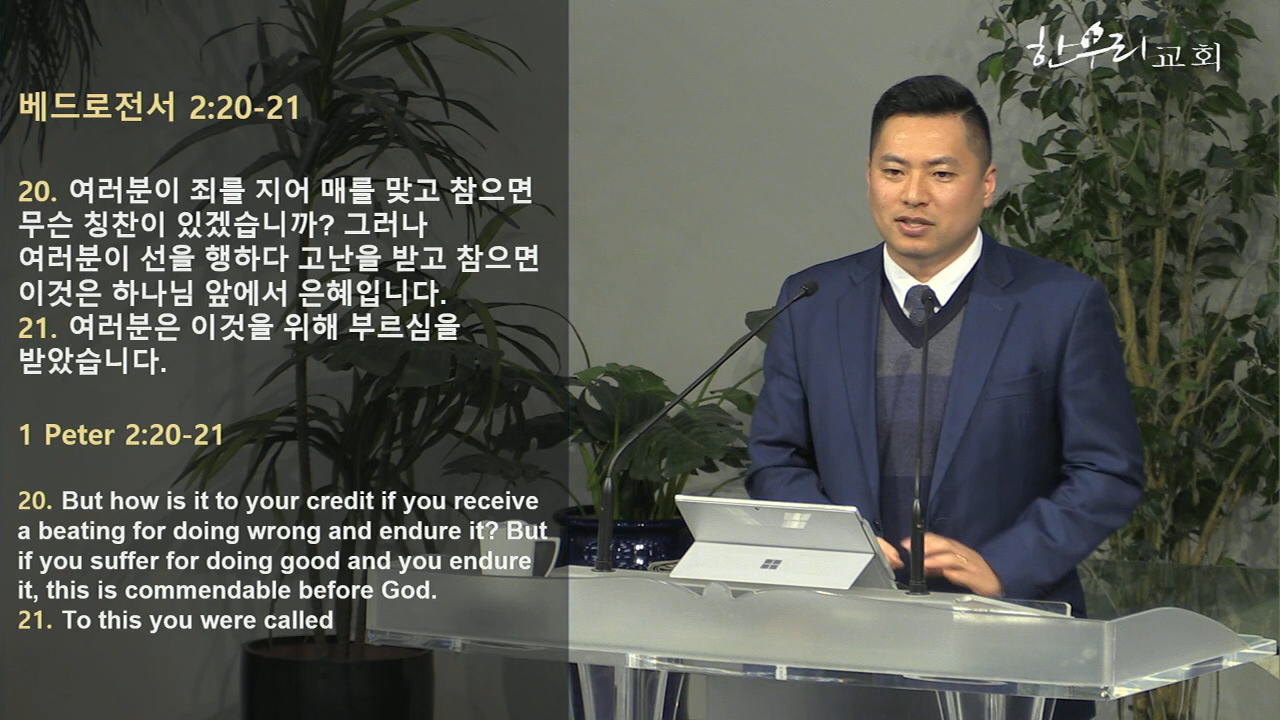 한우리교회
베드로전서 2:20-21
20. 여러분이 죄를 지어 매를 맞고 참으면
무슨 칭찬이 있겠습니까? 그러나
여러분이 선을 행하다 고난을 받고 참으면
이것은 하나님 앞에서 은혜입니다.
21. 여러분은 이것을 위해 부르심을
받았습니다.
1 Peter 2:20-21
20. But how is it to your credit if you receive
a beating for doing wrong and endure it? But
if you suffer for doing good and you endure
it, this is commendable before God.
21. To this you were called